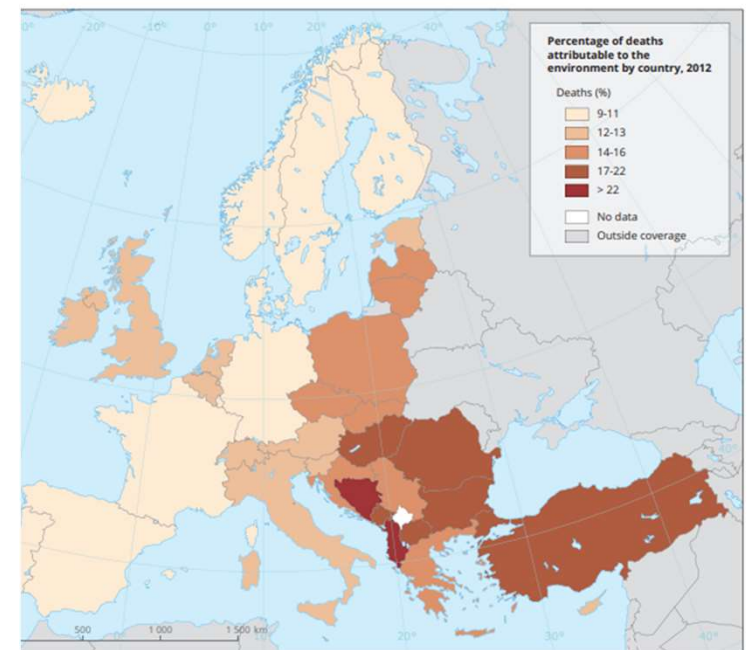 -20°
-10°
0°
10°
20°
40°
50°
Percentage of deaths
attributable to the
environment by country, 2012
Deaths (%)
9-11
12-13
14-16
17-22
> 22
No data
Outside coverage
500
1 000
1 500 km
20°
30°
40°